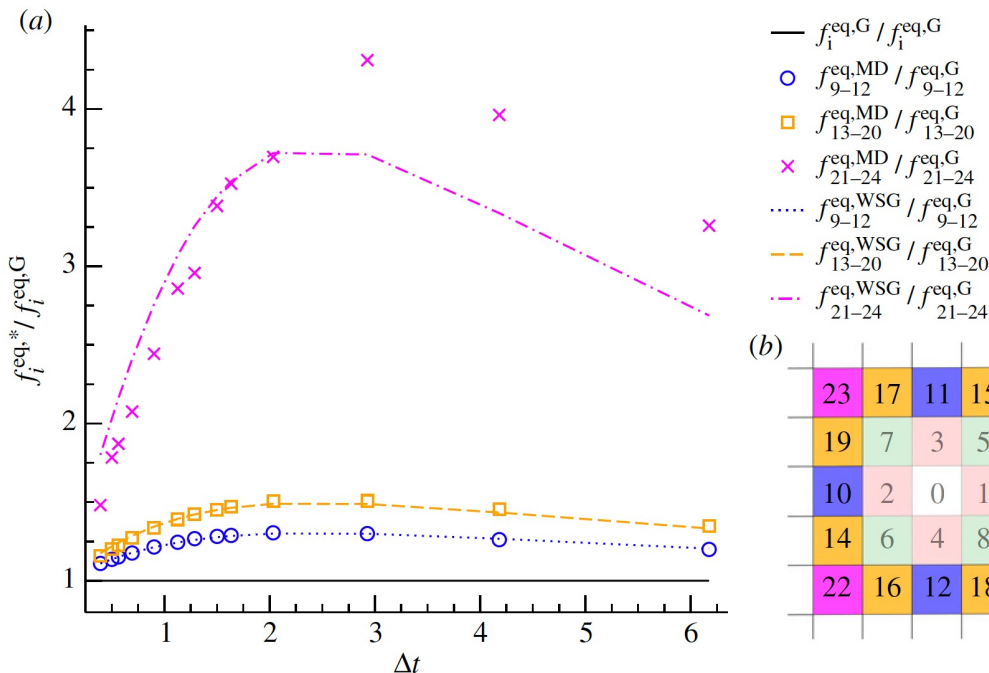 (a)
f_i^{eq,*} / f_i^{eq,G}
4
3
2
1
1 2 3 4 5 6
Δt
f_i^{eq,G} / f_i^{eq,G}
f_{9–12}^{eq,MD} / f_{9–12}^{eq,G}
f_{13–20}^{eq,MD} / f_{13–20}^{eq,G}
f_{21–24}^{eq,MD} / f_{21–24}^{eq,G}
f_{9–12}^{eq,WSG} / f_{9–12}^{eq,G}
f_{13–20}^{eq,WSG} / f_{13–20}^{eq,G}
f_{21–24}^{eq,WSG} / f_{21–24}^{eq,G}
(b)
23 17 11 15
19 7 3 5
10 2 0 1
14 6 4 8
22 16 12 18